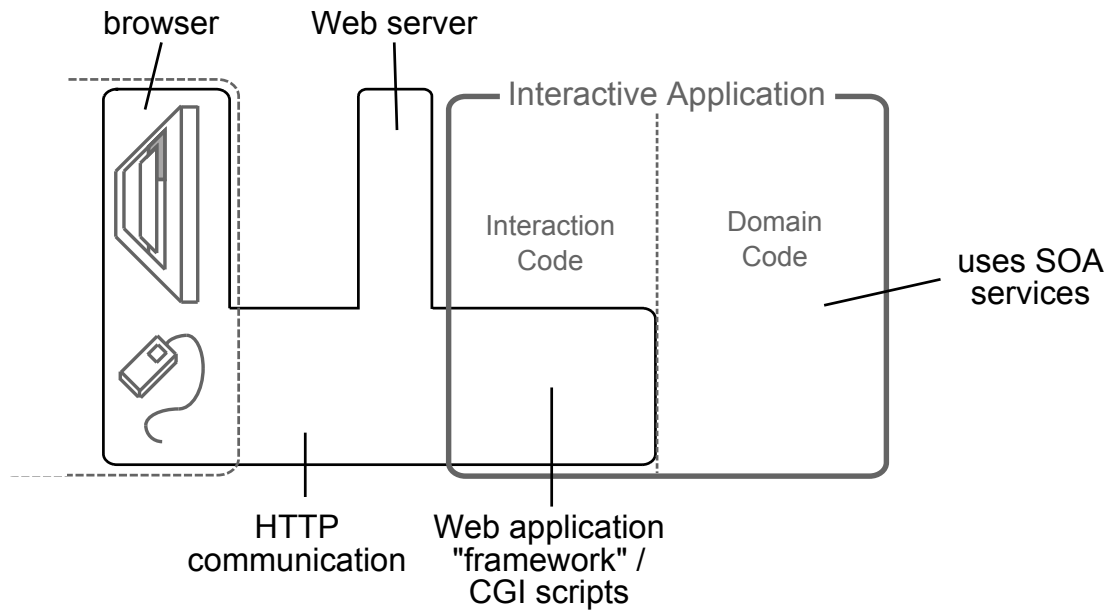 browser
Web server
Interactive Application
Interaction
Code
Domain
Code
uses SOA
services
HTTP
communication
Web application
"framework" /
CGI scripts